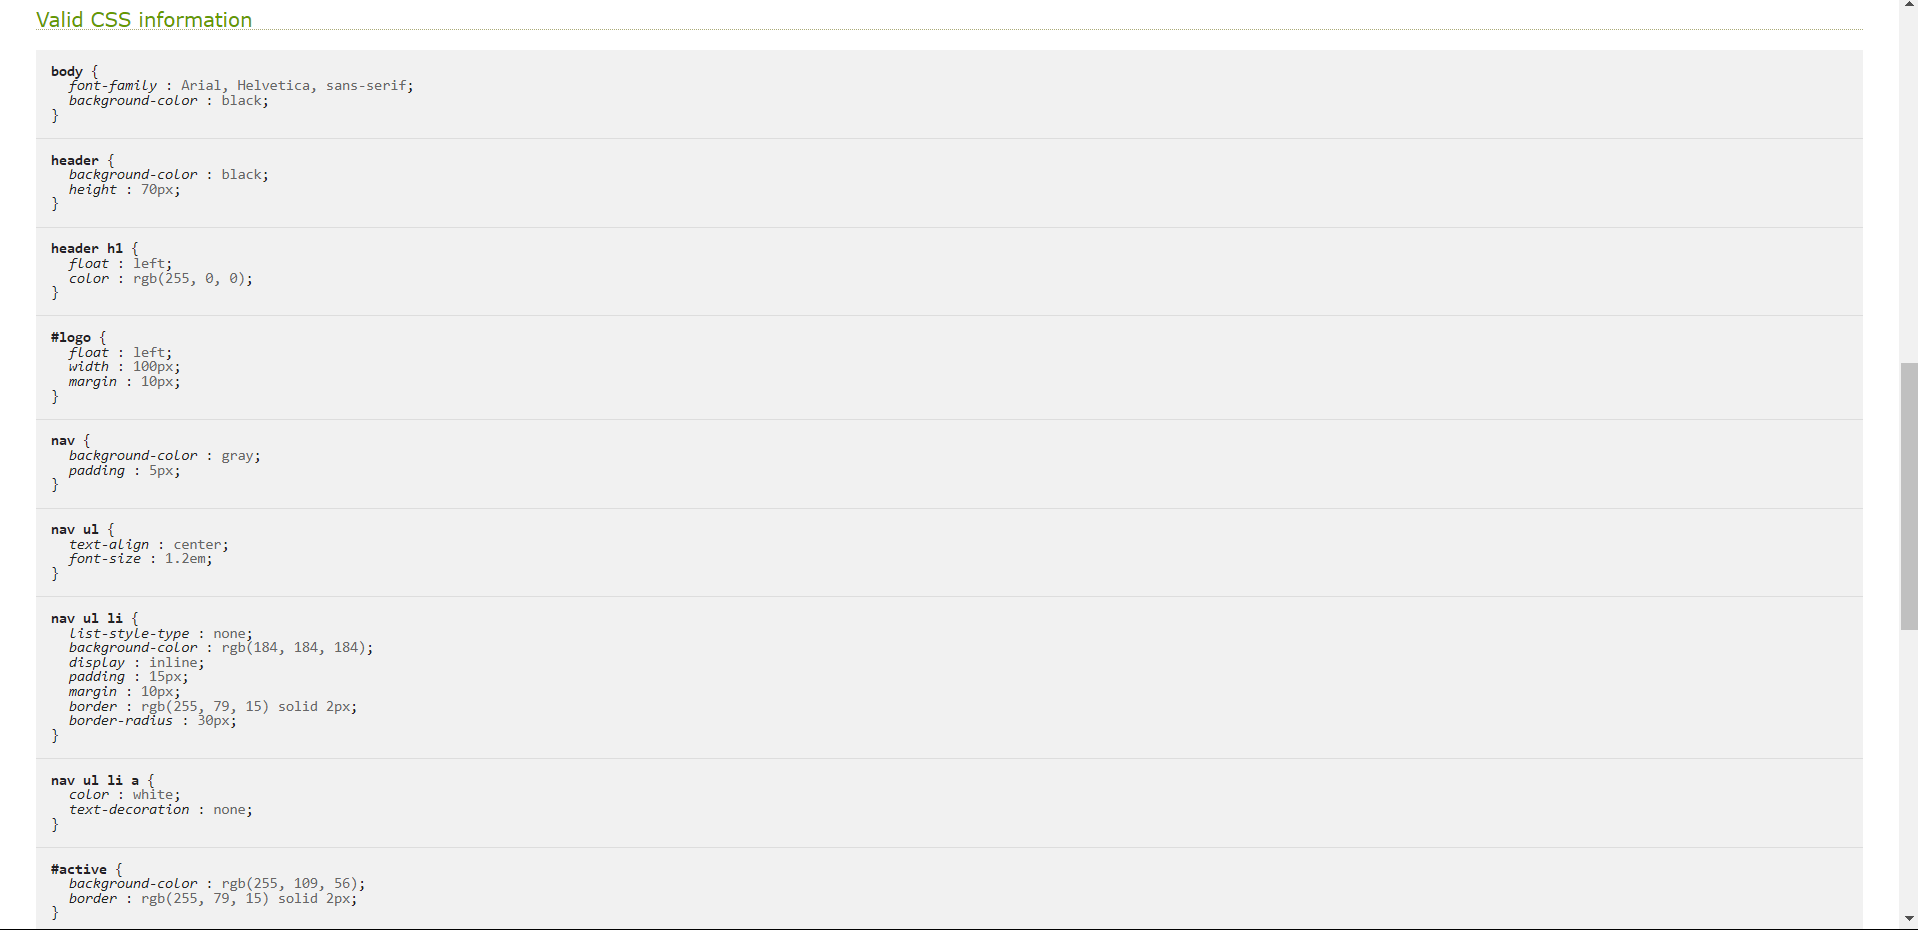 Valid CSS information
body {
font-family : Arial, Helvetica, sans-serif;
background-color : black;
}
header {
background-color : black;
height : 70px;
}
header h1 {
float : left;
color : rgb(255, 0, 0);
}
#logo {
float : left;
width : 100px;
margin : 10px;
}
nav {
background-color : gray;
padding : 5px;
}
nav ul {
text-align : center;
font-size : 1.2em;
}
nav ul li {
list-style-type : none;
background-color : rgb(184, 184, 184);
display : inline;
padding : 15px;
margin : 10px;
border : rgb(255, 79, 15) solid 2px;
border-radius : 30px;
}
nav ul li a {
color : white;
text-decoration : none;
}
#active {
background-color : rgb(255, 109, 56);
border : rgb(255, 79, 15) solid 2px;
}